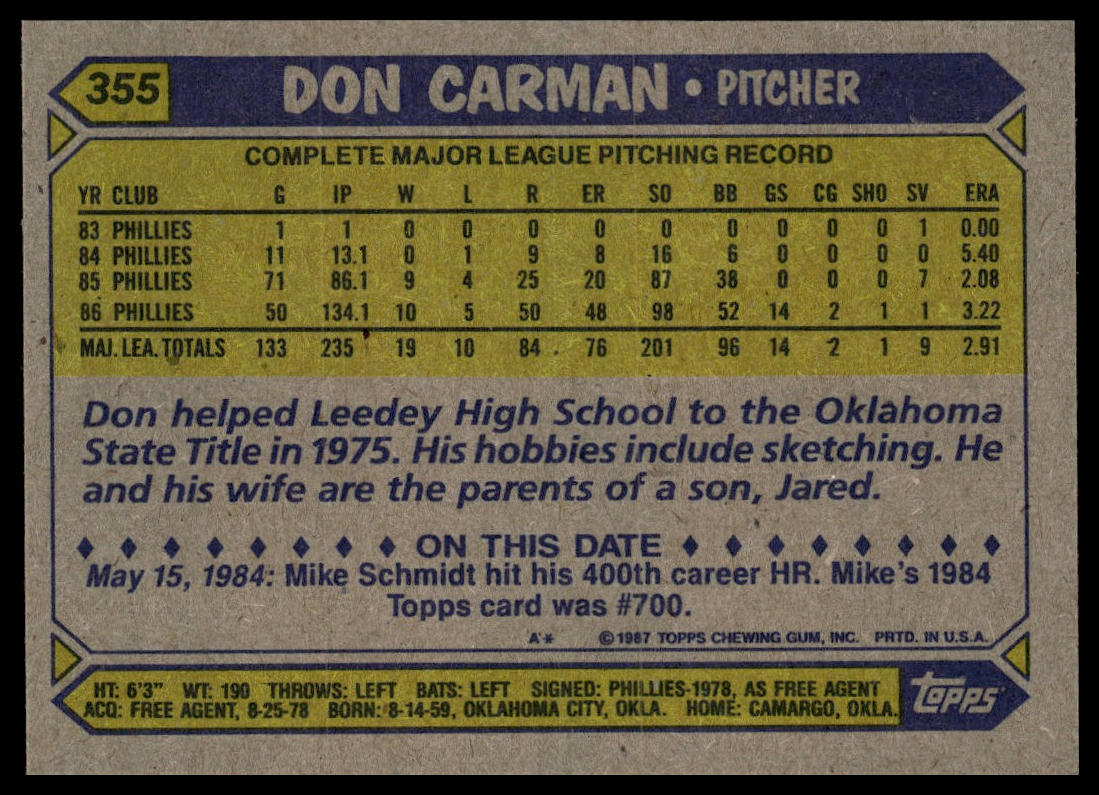 355 DON CARMAN • PITCHER
COMPLETE MAJOR LEAGUE PITCHING RECORD
YR CLUB G IP W L R ER SO BB GS CG SHO SV ERA
83 PHILLIES 1 1 0 0 0 0 0 0 0 0 0 1 0.00
84 PHILLIES 11 13.1 0 1 9 8 16 6 0 0 0 0 5.40
85 PHILLIES 71 86.1 9 4 25 20 87 38 0 0 0 7 2.08
86 PHILLIES 50 134.1 10 5 50 48 98 52 14 2 1 1 3.22
MAJ. LEA. TOTALS 133 235 19 10 84 76 201 96 14 2 1 9 2.91
Don helped Leedey High School to the Oklahoma
State Title in 1975. His hobbies include sketching. He
and his wife are the parents of a son, Jared.
♦ ♦ ♦ ♦ ♦ ♦ ♦ ♦ ON THIS DATE ♦ ♦ ♦ ♦ ♦ ♦ ♦ ♦
May 15, 1984: Mike Schmidt hit his 400th career HR. Mike's 1984
Topps card was #700.
A* © 1987 TOPPS CHEWING GUM, INC. PRTD. IN U.S.A.
HT: 6'3" WT: 190 THROWS: LEFT BATS: LEFT SIGNED: PHILLIES-1978, AS FREE AGENT
ACQ: FREE AGENT, 8-25-78 BORN: 8-14-59, OKLAHOMA CITY, OKLA. HOME: CAMARGO, OKLA.
TOPPS